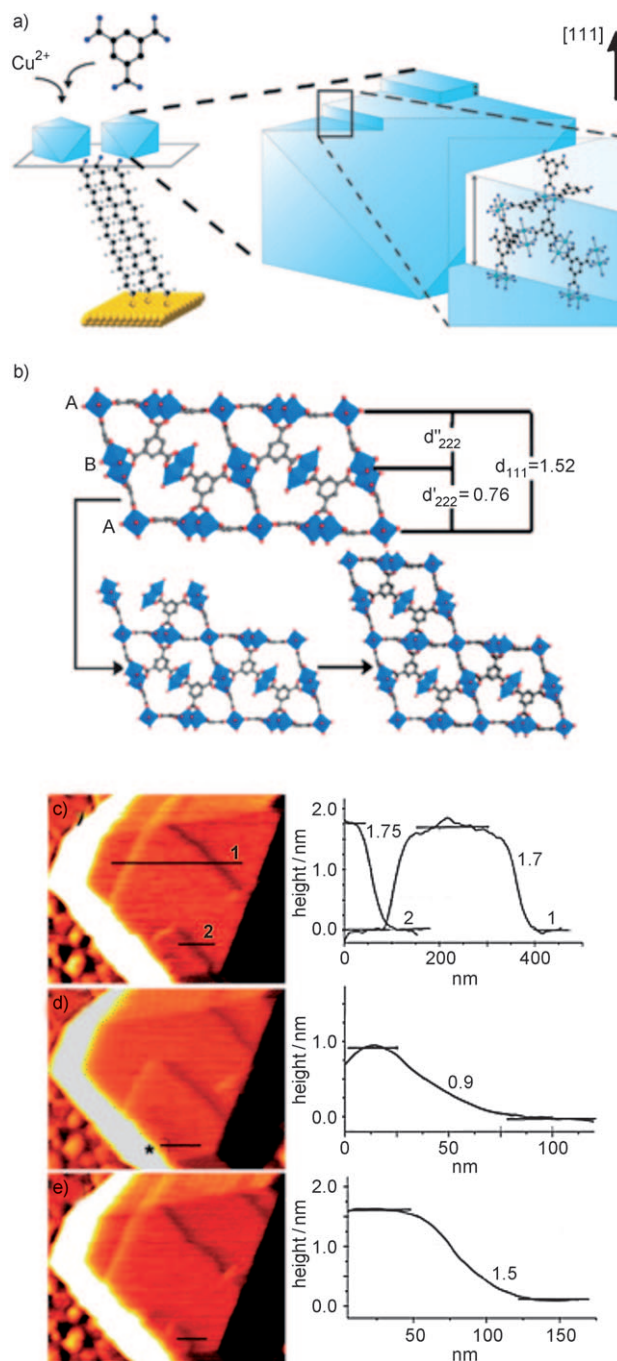 a)
Cu²⁺
[111]
b)
A
B
A
d"₂₂₂
d'₂₂₂= 0.76
d₁₁₁=1.52
c)
1
2
height / nm
2.0
1.0
0.0
1.75
1.7
2
1
0 200 400
nm
d)
*
height / nm
1.0
0.0
0.9
0 50 100
nm
e)
height / nm
2.0
1.0
0.0
1.5
0 50 100 150
nm